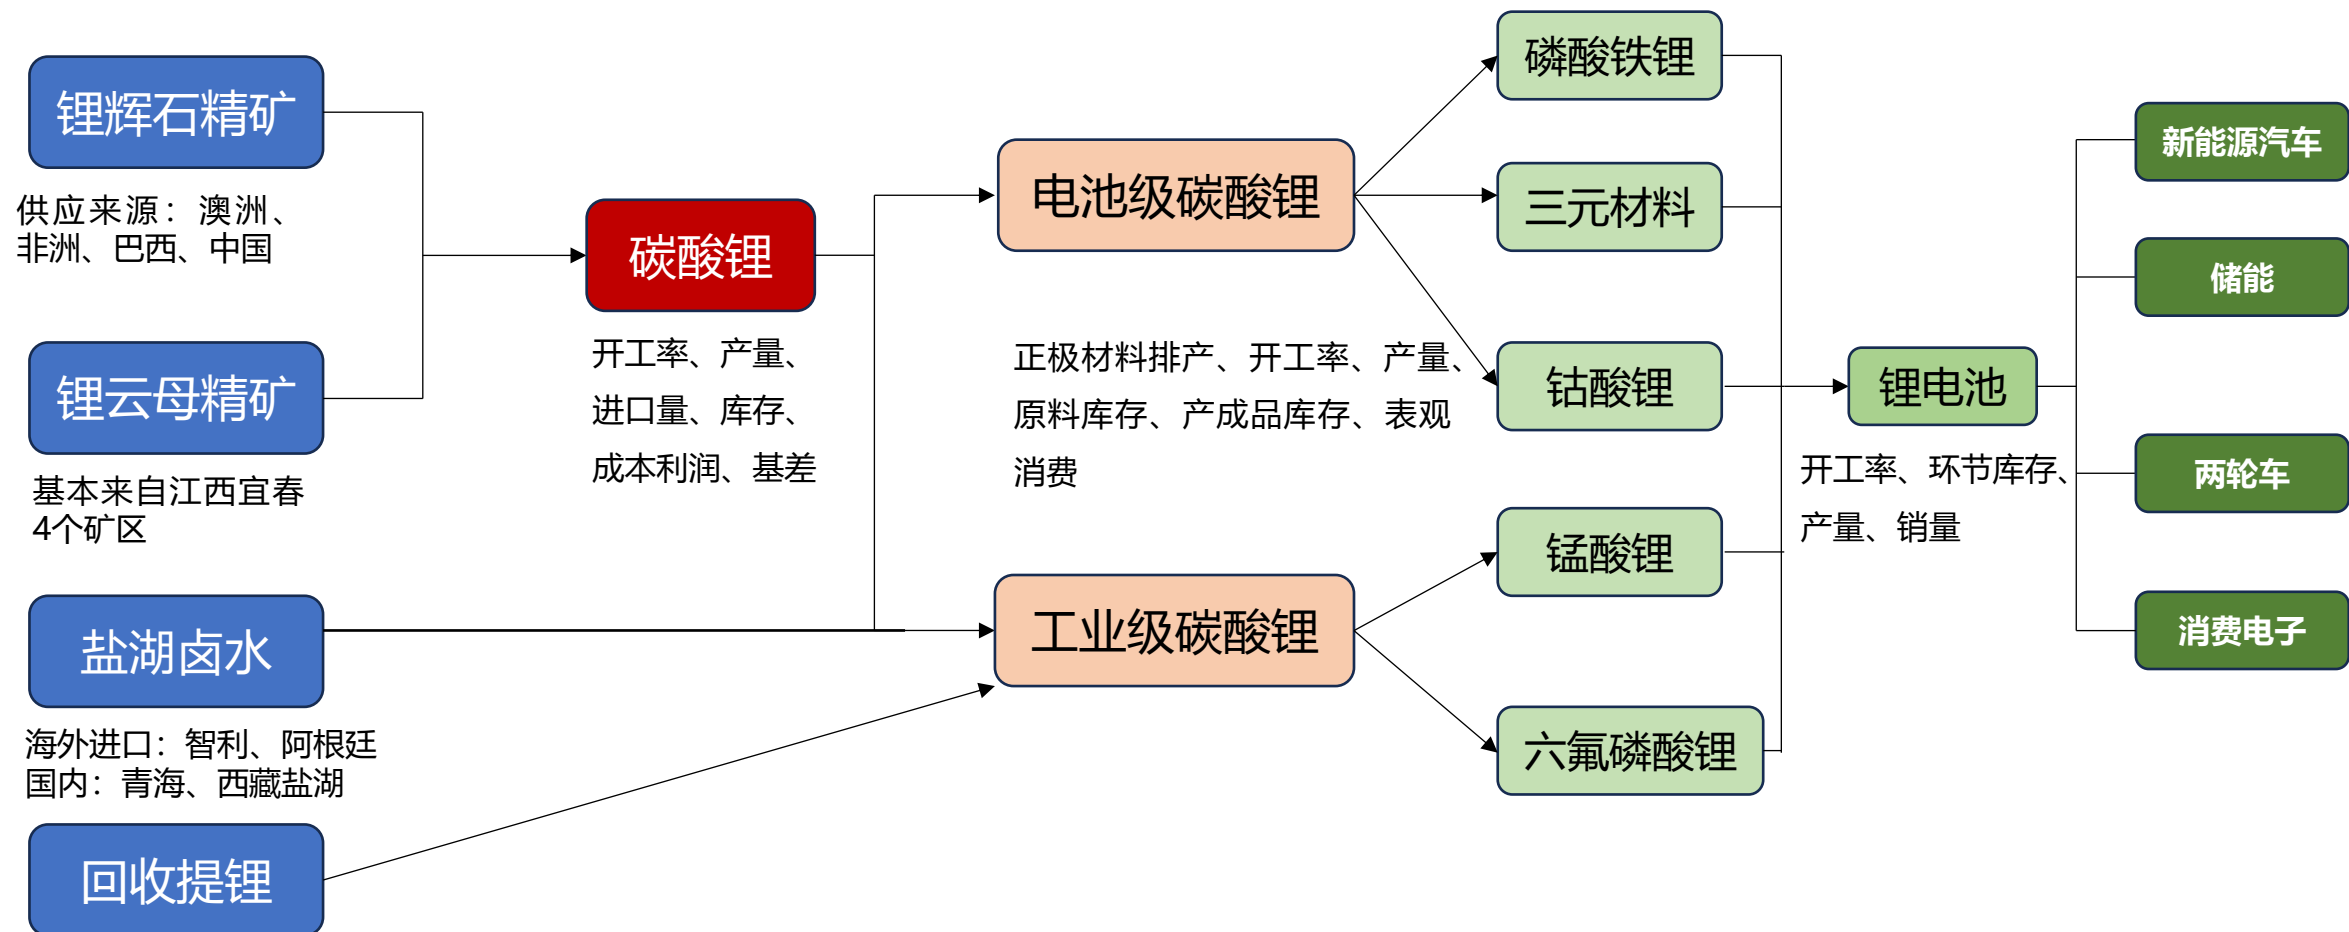 锂辉石精矿
供应来源：澳洲、
非洲、巴西、中国
锂云母精矿
基本来自江西宜春
4个矿区
盐湖卤水
海外进口：智利、阿根廷
国内：青海、西藏盐湖
回收提锂
碳酸锂
开工率、产量、
进口量、库存、
成本利润、基差
电池级碳酸锂
正极材料排产、开工率、产量、
原料库存、产成品库存、表观
消费
工业级碳酸锂
磷酸铁锂
三元材料
钴酸锂
锰酸锂
六氟磷酸锂
锂电池
开工率、环节库存、
产量、销量
新能源汽车
储能
两轮车
消费电子